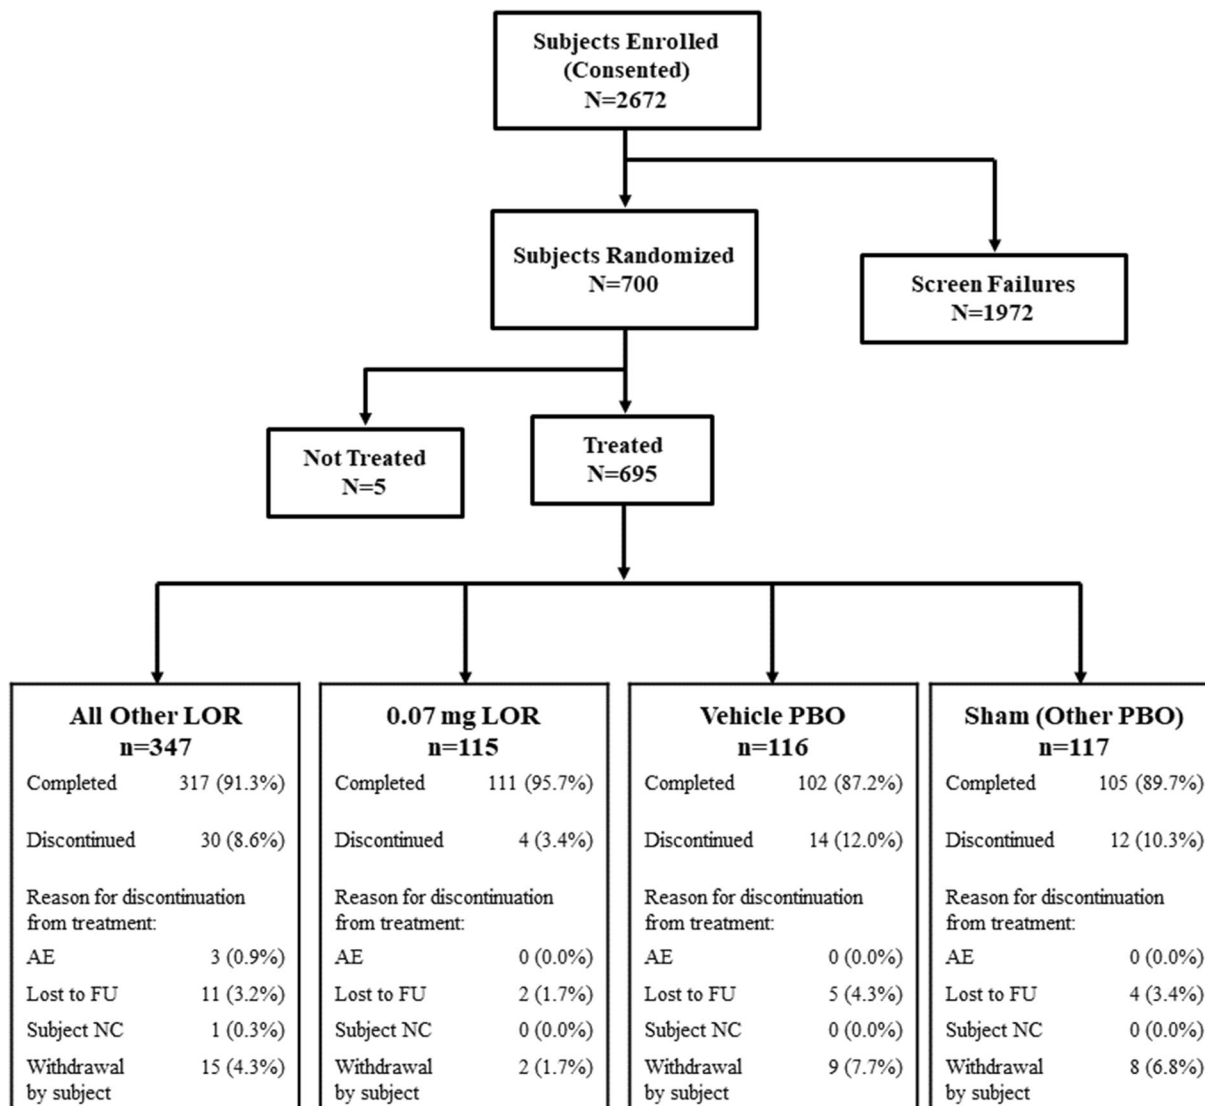 Subjects Enrolled
(Consented)
N=2672
Subjects Randomized
N=700
Screen Failures
N=1972
Not Treated
N=5
Treated
N=695
All Other LOR
n=347
Completed 317 (91.3%)
Discontinued 30 (8.6%)
Reason for discontinuation
from treatment:
AE 3 (0.9%)
Lost to FU 11 (3.2%)
Subject NC 1 (0.3%)
Withdrawal 15 (4.3%)
by subject
0.07 mg LOR
n=115
Completed 111 (95.7%)
Discontinued 4 (3.4%)
Reason for discontinuation
from treatment:
AE 0 (0.0%)
Lost to FU 2 (1.7%)
Subject NC 0 (0.0%)
Withdrawal 2 (1.7%)
by subject
Vehicle PBO
n=116
Completed 102 (87.2%)
Discontinued 14 (12.0%)
Reason for discontinuation
from treatment:
AE 0 (0.0%)
Lost to FU 5 (4.3%)
Subject NC 0 (0.0%)
Withdrawal 9 (7.7%)
by subject
Sham (Other PBO)
n=117
Completed 105 (89.7%)
Discontinued 12 (10.3%)
Reason for discontinuation
from treatment:
AE 0 (0.0%)
Lost to FU 4 (3.4%)
Subject NC 0 (0.0%)
Withdrawal 8 (6.8%)
by subject